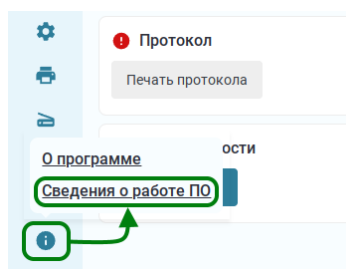 Протокол
Печать протокола
ости
О программе
Сведения о работе ПО